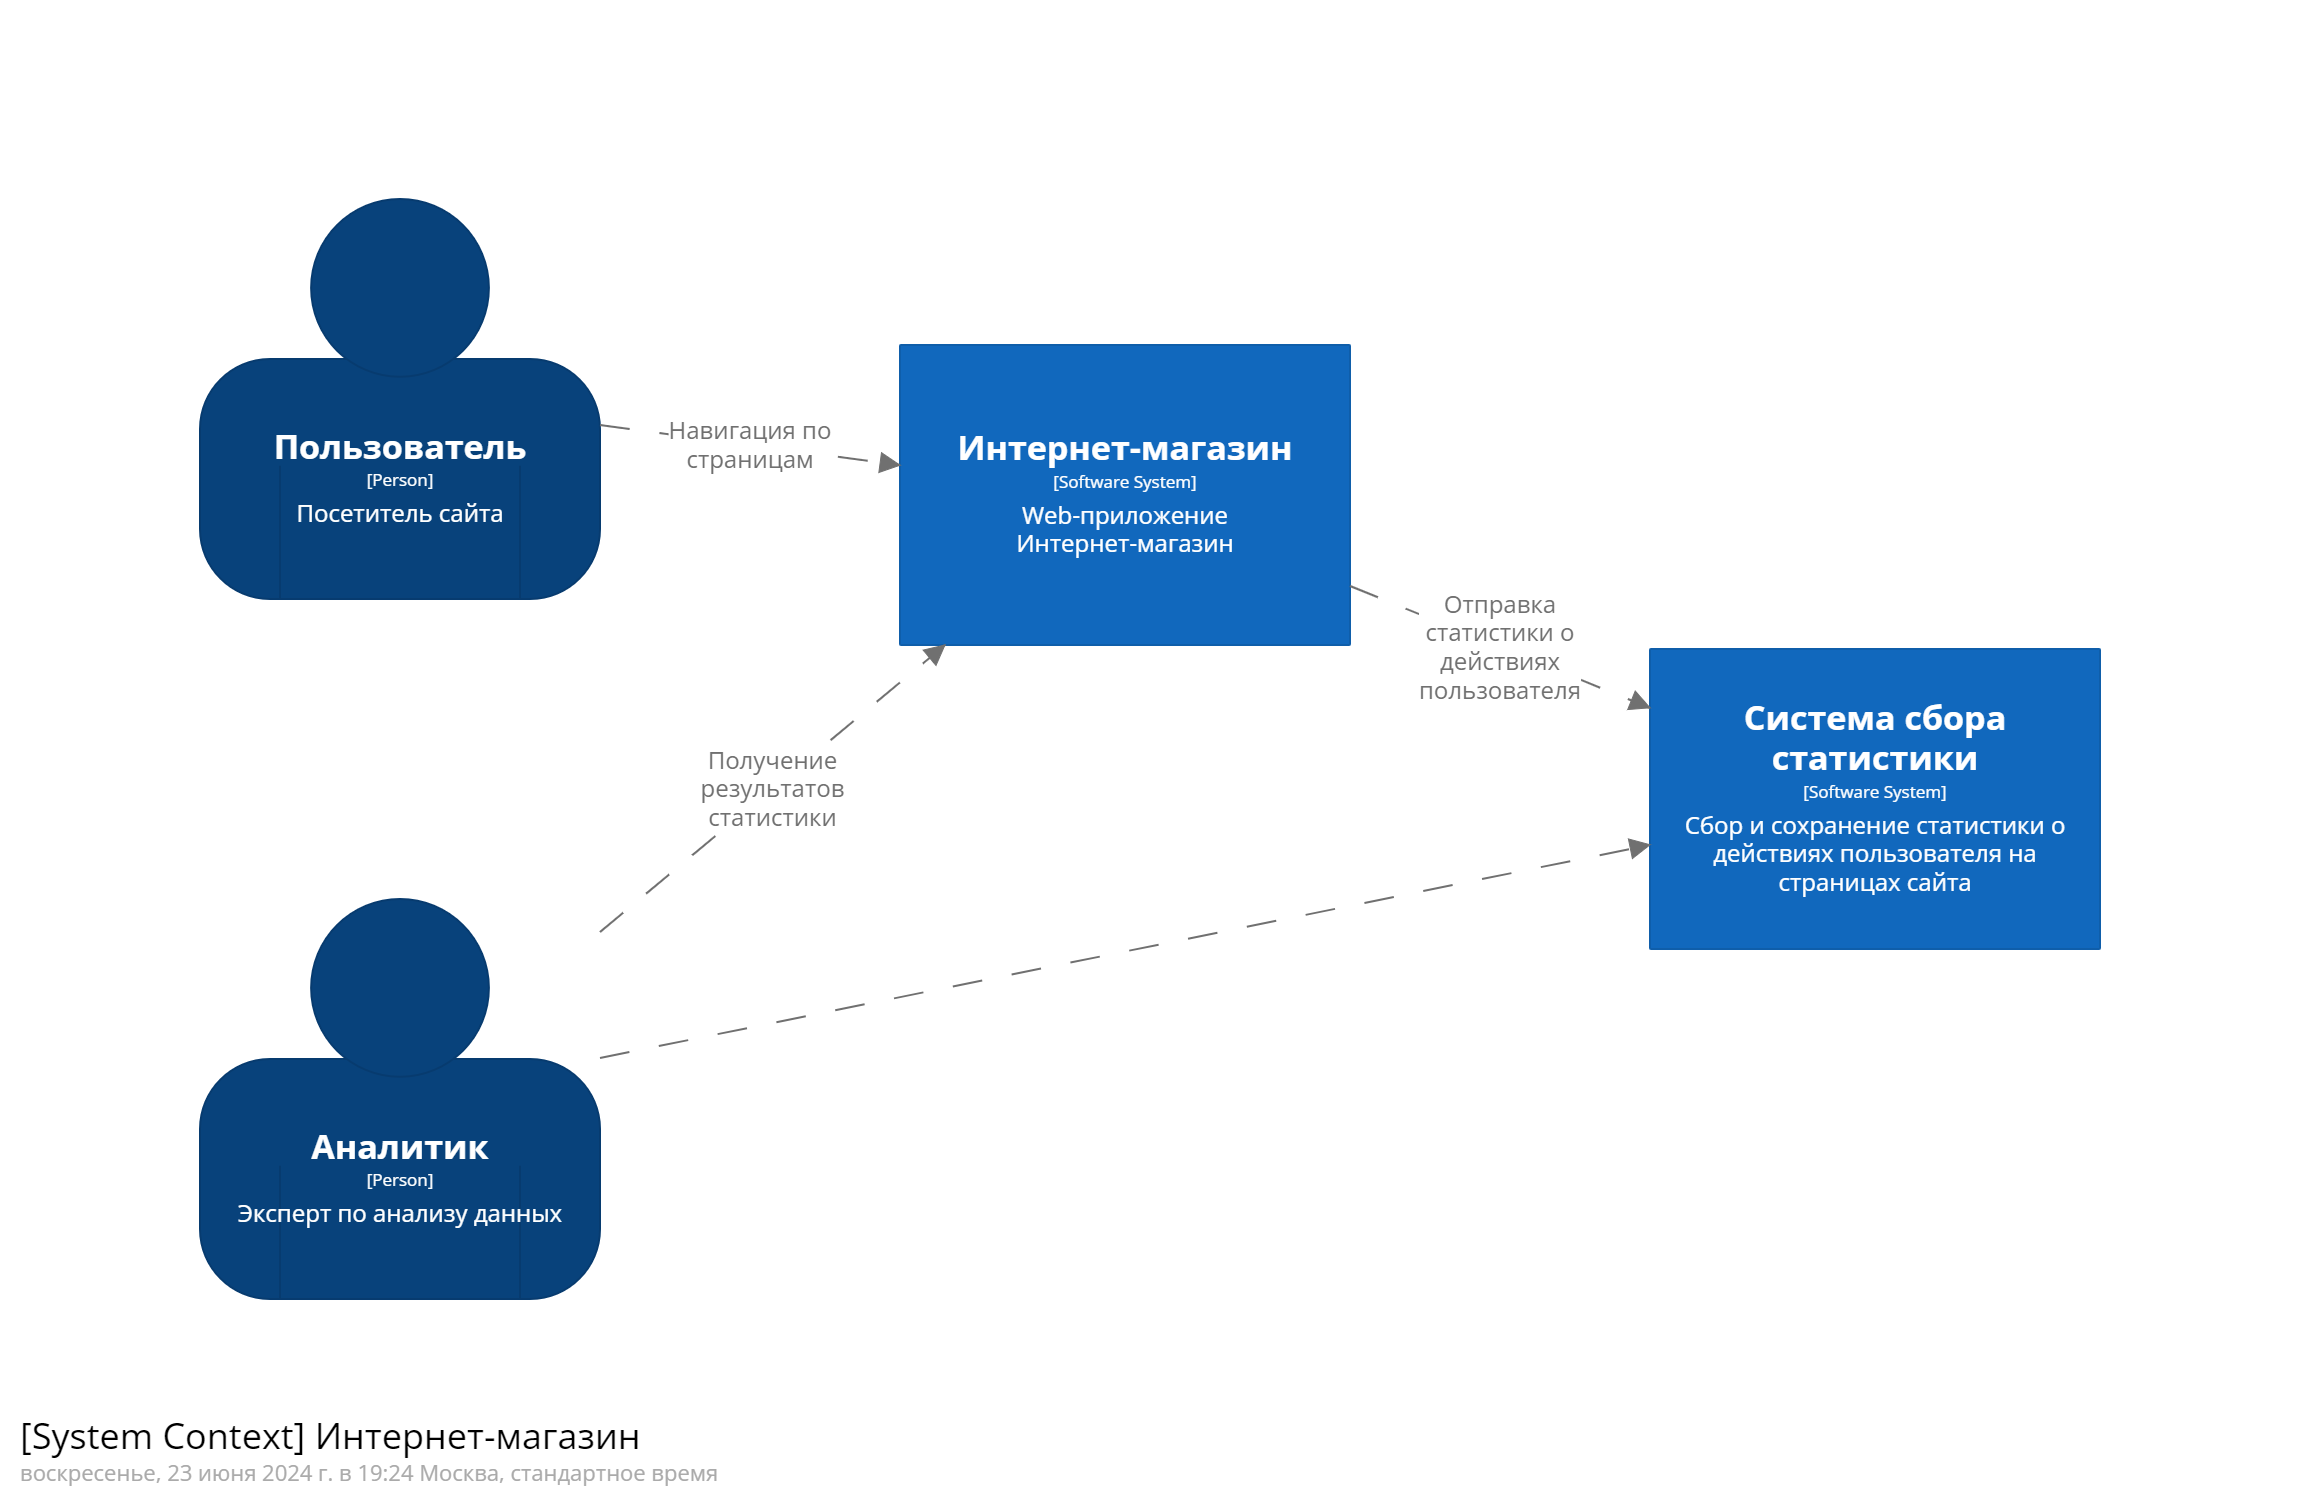 Пользователь
[Person]
Посетитель сайта
Навигация по
страницам
Интернет-магазин
[Software System]
Web-приложение
Интернет-магазин
Отправка
статистики о
действиях
пользователя
Система сбора
статистики
[Software System]
Сбор и сохранение статистики о
действиях пользователя на
страницах сайта
Получение
результатов
статистики
Аналитик
[Person]
Эксперт по анализу данных
[System Context] Интернет-магазин
воскресенье, 23 июня 2024 г. в 19:24 Москва, стандартное время